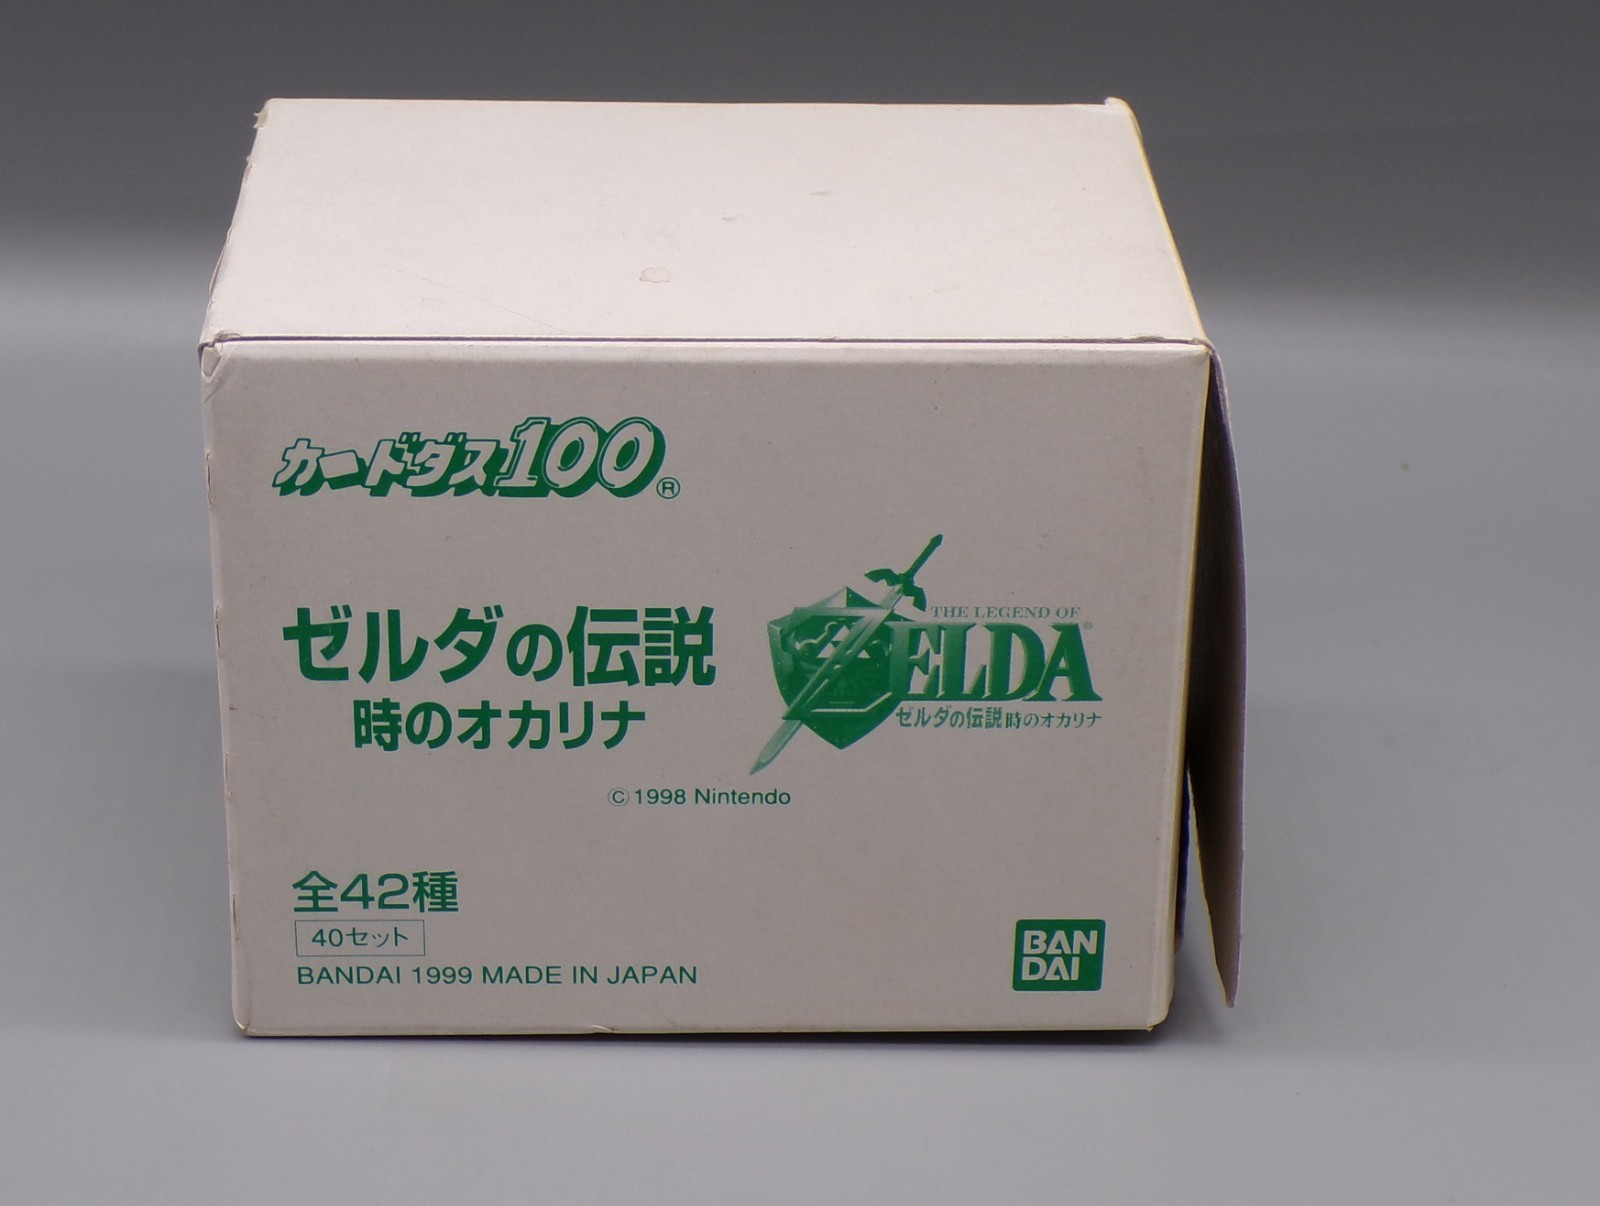 カードダス100®
ゼルダの伝説
時のオカリナ
THE LEGEND OF
ZELDA®
ゼルダの伝説 時のオカリナ
© 1998 Nintendo
全42種
40セット
BANDAI 1999 MADE IN JAPAN
BAN
DAI